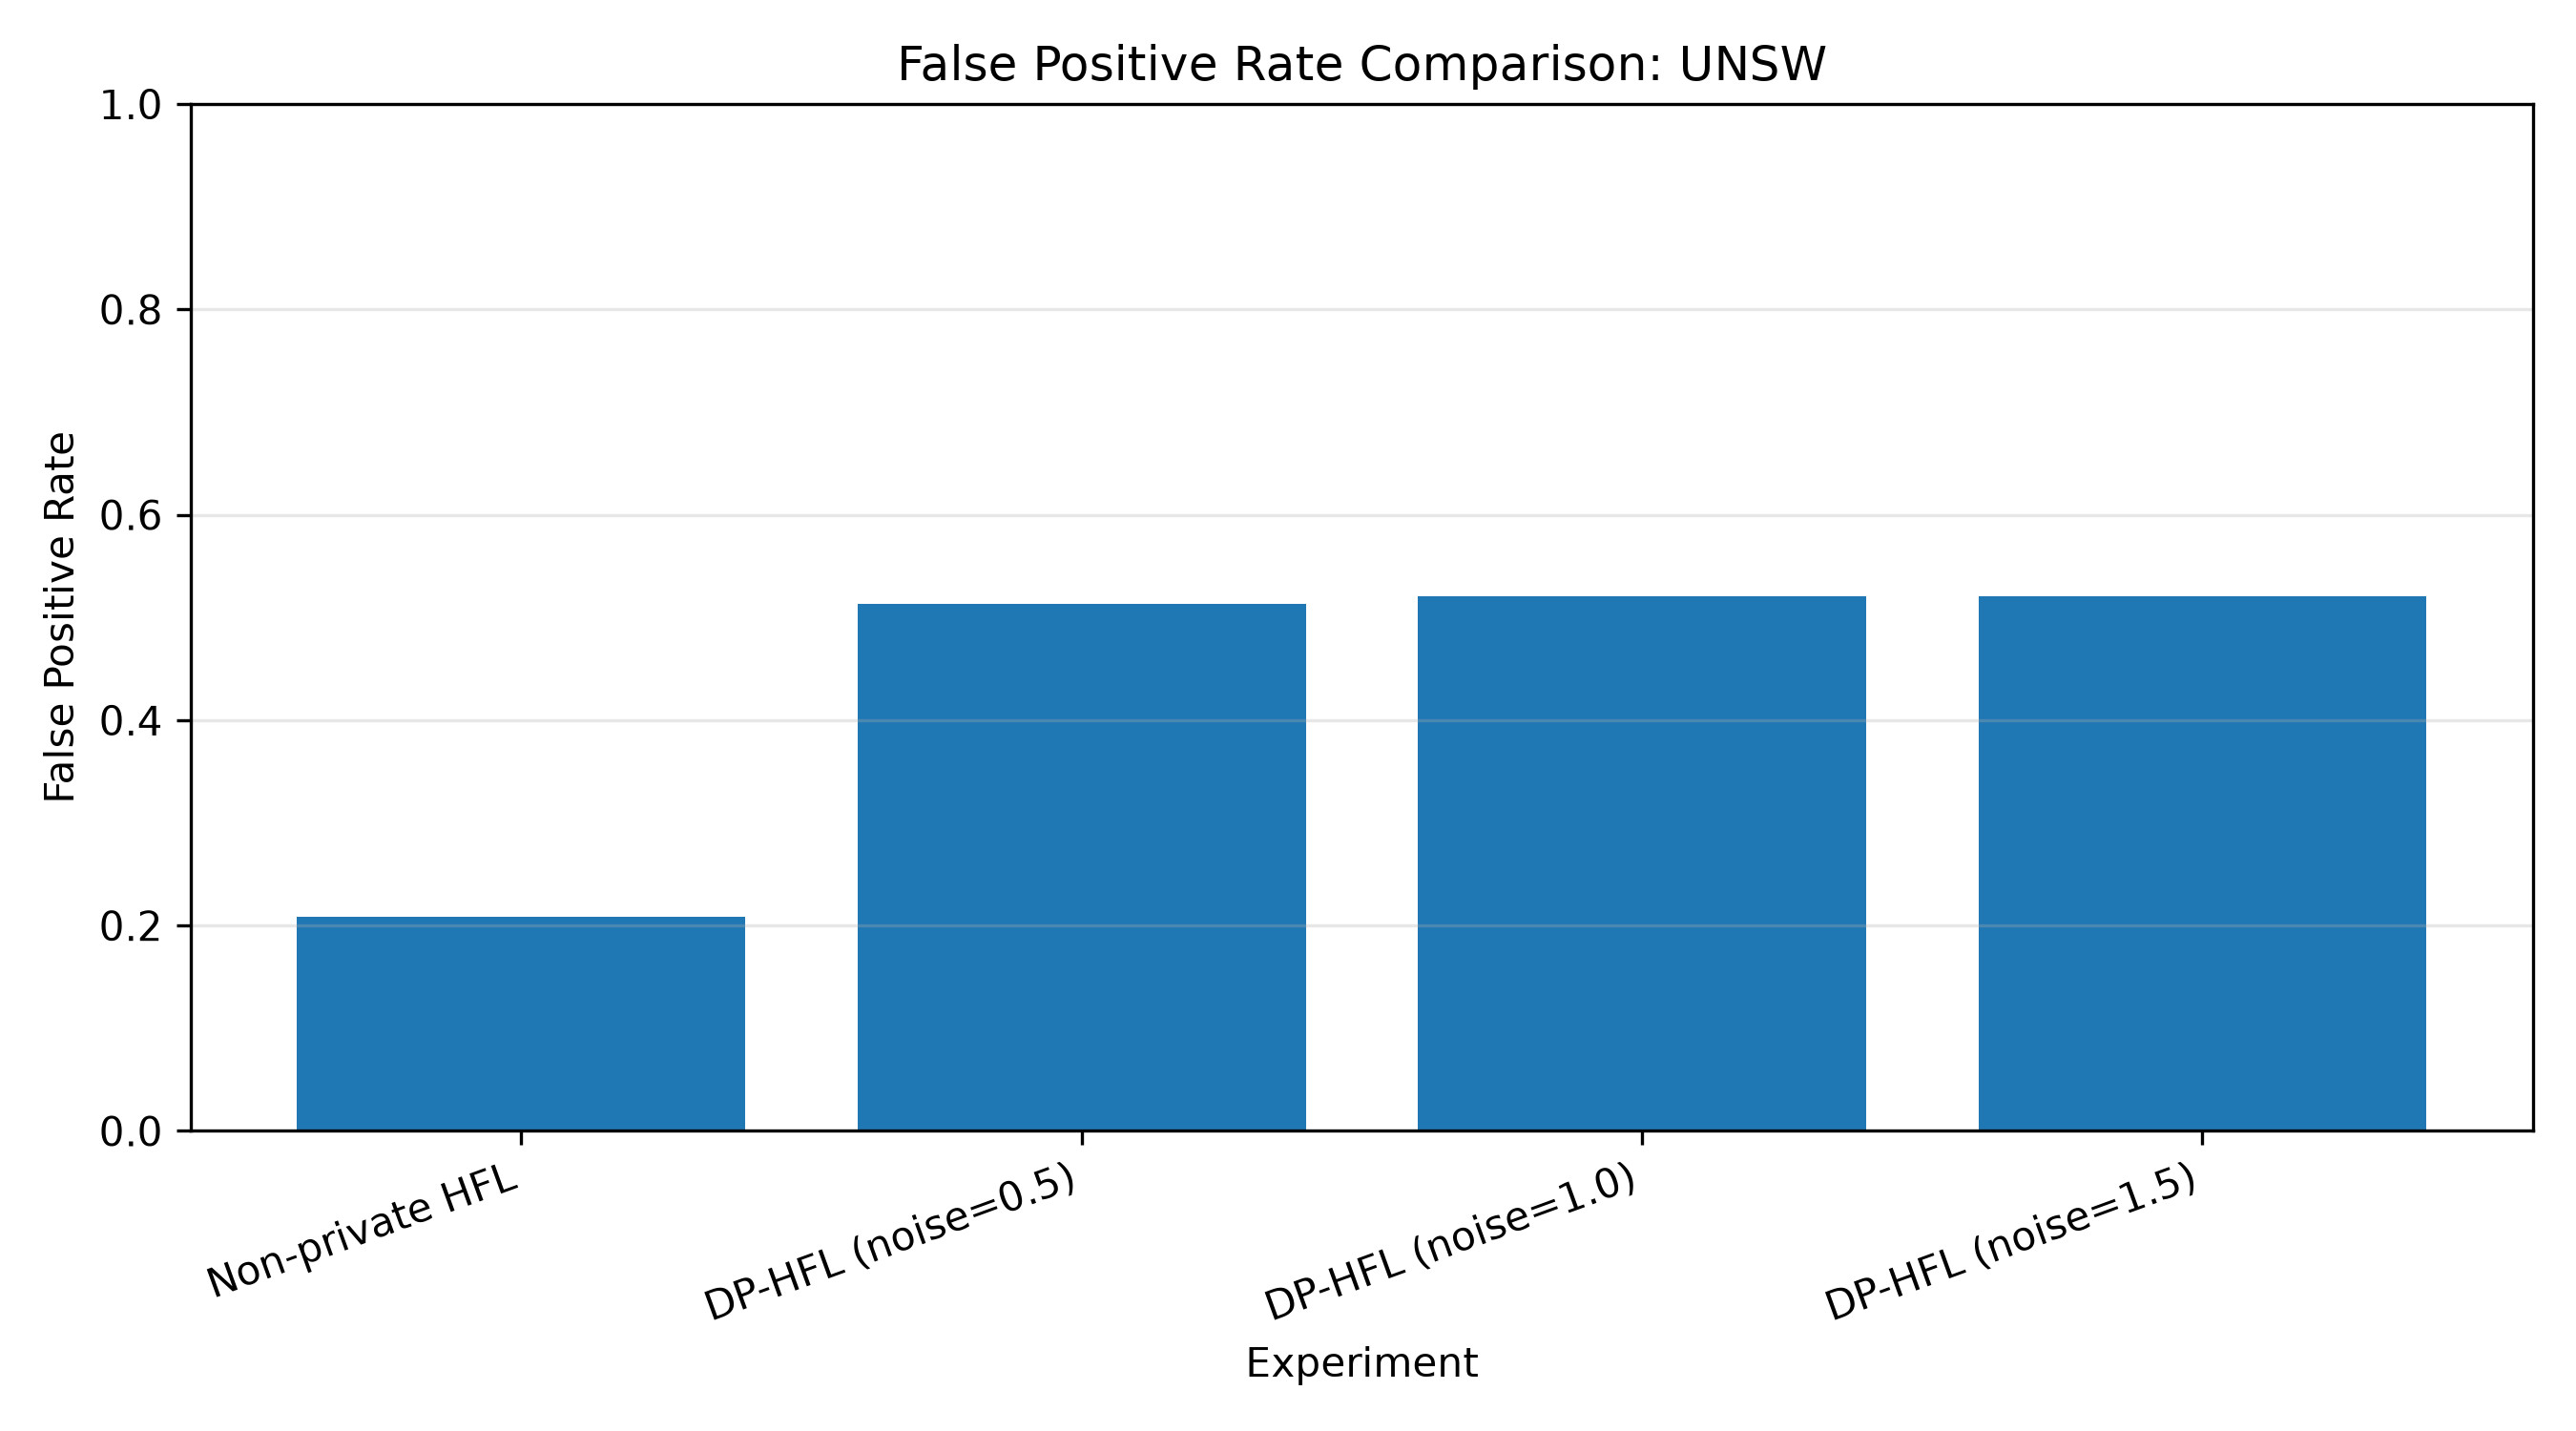 False Positive Rate Comparison: UNSW
1.0
0.8
0.6
0.4
0.2
0.0
False Positive Rate
Non-private HFL
DP-HFL (noise=0.5)
DP-HFL (noise=1.0)
DP-HFL (noise=1.5)
Experiment